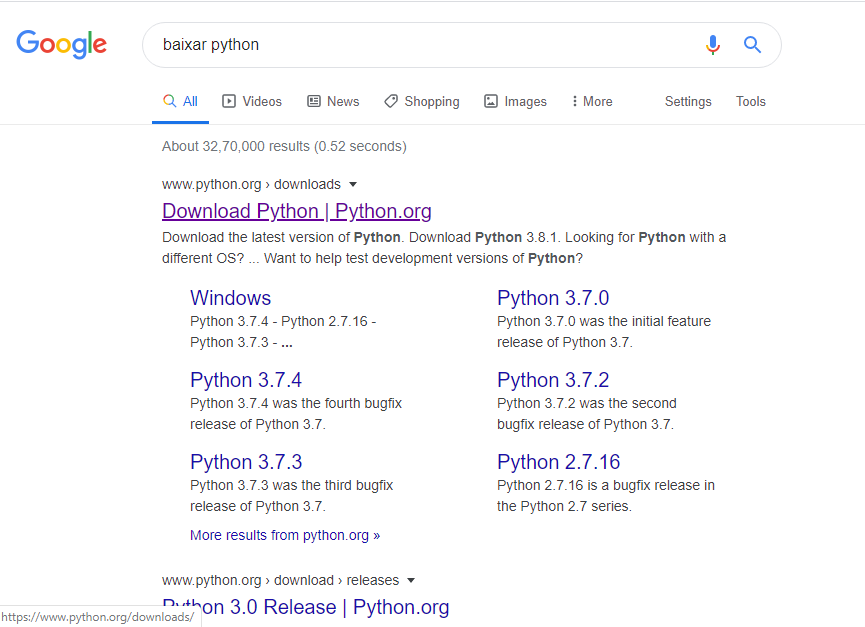 Google
baixar python
All Videos News Shopping Images More Settings Tools
About 32,70,000 results (0.52 seconds)
www.python.org › downloads
Download Python | Python.org
Download the latest version of Python. Download Python 3.8.1. Looking for Python with a
different OS? ... Want to help test development versions of Python?
Windows
Python 3.7.4 - Python 2.7.16 -
Python 3.7.3 - ...
Python 3.7.0
Python 3.7.0 was the initial feature
release of Python 3.7.
Python 3.7.4
Python 3.7.4 was the fourth bugfix
release of Python 3.7.
Python 3.7.2
Python 3.7.2 was the second
bugfix release of Python 3.7.
Python 3.7.3
Python 3.7.3 was the third bugfix
release of Python 3.7.
Python 2.7.16
Python 2.7.16 is a bugfix release in
the Python 2.7 series.
More results from python.org »
www.python.org › download › releases
Python 3.0 Release | Python.org
https://www.python.org/downloads/